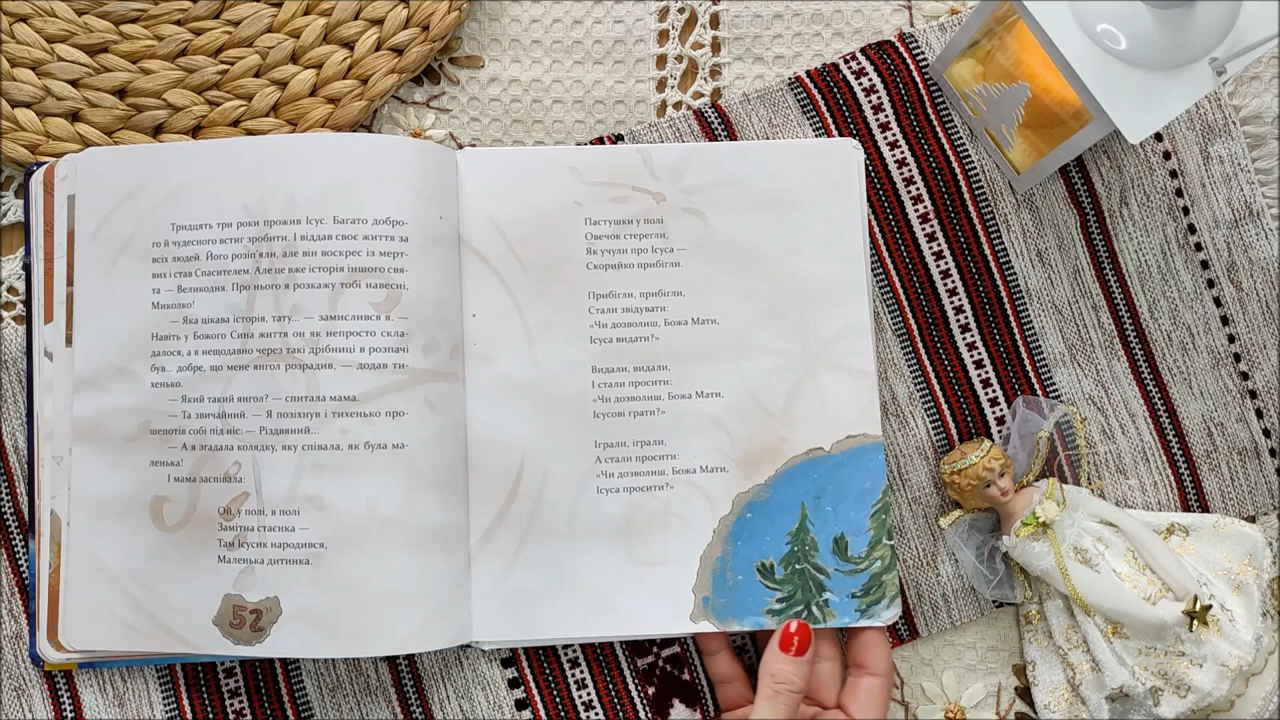 Тридцять три роки прожив Ісус. Багато добро-
го й чудесного встиг зробити. І віддав своє життя за
всіх людей. Його розіп'яли, але він воскрес із мерт-
вих і став Спасителем. Але це вже історія іншого свя-
та — Великодня. Про нього я розкажу тобі навесні,
Миколко!
— Яка цікава історія, тату... — замислився я. —
Навіть у Божого Сина життя он як непросто скла-
далося, а я нещодавно через такі дрібниці в розпачі
був... добре, що мене янгол розрадив, — додав ти-
хенько.
— Який такий янгол? — спитала мама.
— Та звичайний. — Я позіхнув і тихенько про-
шепотів собі під ніс: — Різдвяний...
— А я згадала колядку, яку співала, як була ма-
ленька!
І мама заспівала:
Ой, у полі, в полі
Замітна стаєнка —
Там Ісусик народився,
Маленька дитинка.
52
Пастушки у полі
Овечок стерегли,
Як учули про Ісуса —
Скорийко прибігли.
Прибігли, прибігли,
Стали звідувати:
«Чи дозволиш, Божа Мати,
Ісуса видати?»
Видали, видали,
І стали просити:
«Чи дозволиш, Божа Мати,
Ісусові грати?»
Іграли, іграли,
А стали просити:
«Чи дозволиш, Божа Мати,
Ісуса просити?»